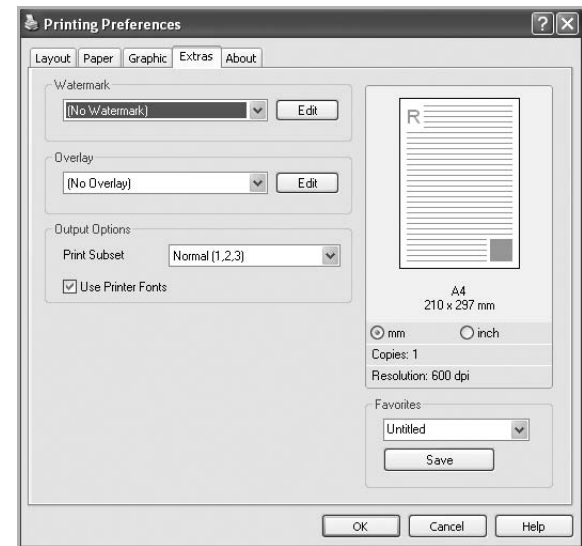 Printing Preferences
Layout Paper Graphic Extras About
Watermark
(No Watermark) Edit
Overlay
(No Overlay) Edit
Output Options
Print Subset Normal (1,2,3)
Use Printer Fonts
R
A4
210 x 297 mm
mm inch
Copies: 1
Resolution: 600 dpi
Favorites
Untitled
Save
OK Cancel Help